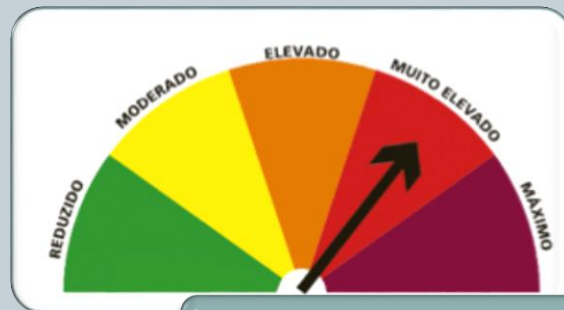 REDUZIDO
MODERADO
ELEVADO
MUITO ELEVADO
MÁXIMO